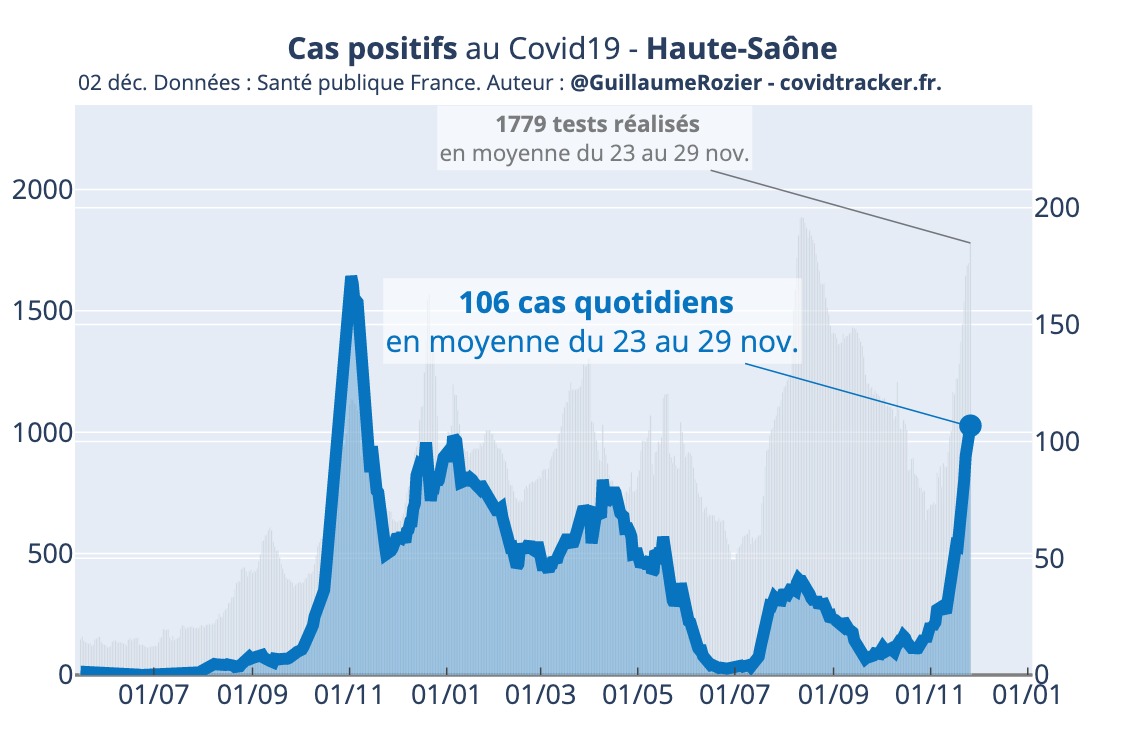 Cas positifs au Covid19 - Haute-Saône
02 déc. Données : Santé publique France. Auteur : @GuillaumeRozier - covidtracker.fr.
1779 tests réalisés
en moyenne du 23 au 29 nov.
2000
200
106 cas quotidiens
1500
150
en moyenne du 23 au 29 nov.
1000
100
500
50
0
0
01/07 01/09 01/11 01/01 01/03 01/05 01/07 01/09 01/11 01/01